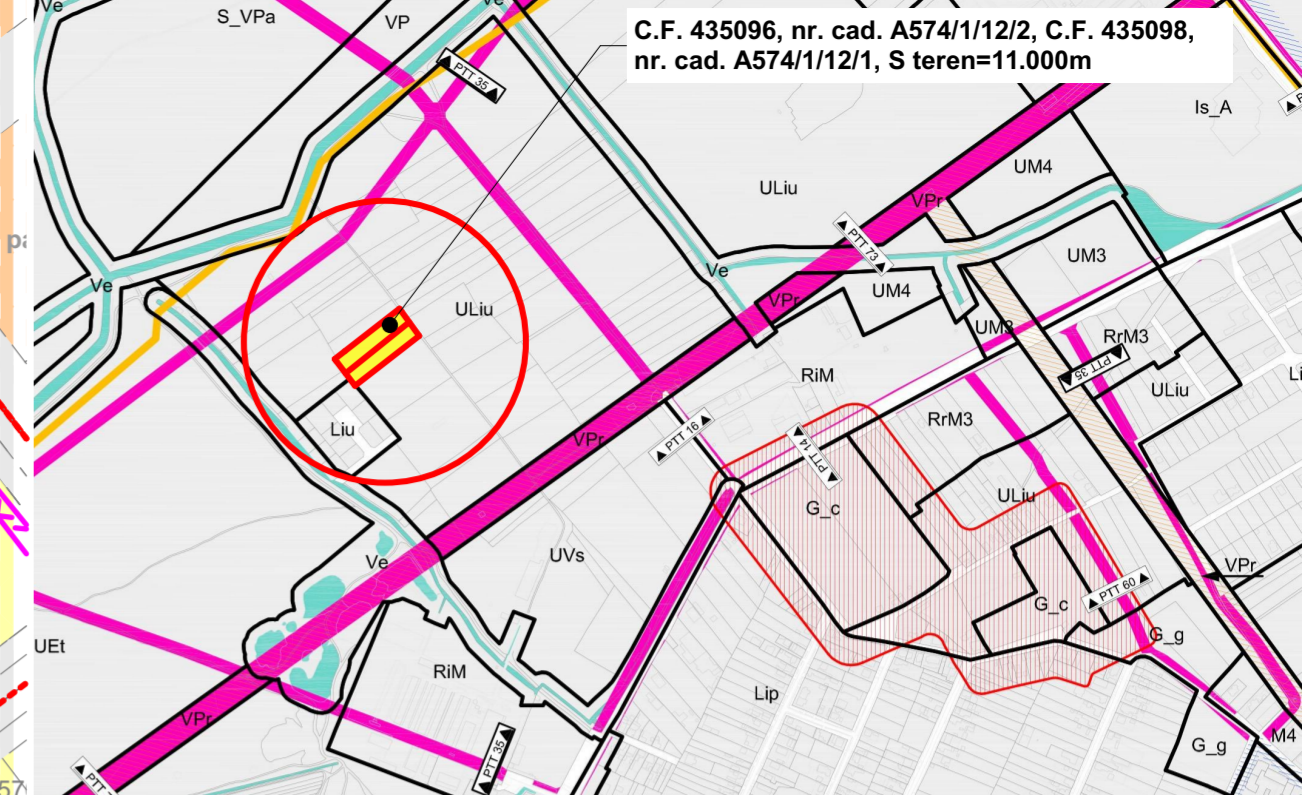 Ve
S_VPa
VP
Ve
C.F. 435096, nr. cad. A574/1/12/2, C.F. 435098,
nr. cad. A574/1/12/1, S teren=11.000m
PTT 35
Is_A
UM4
ULiu
VPr
PTT 73
UM3
Ve
Ve
UM4
VPr
ULiu
UM3
RrM3
PTT 35
RiM
ULiu
Li
RrM3
Liu
PTT 16
VPr
PTT 14
ULiu
G_c
UVs
Ve
VPr
PTT 60
G_c
G_g
UEt
RiM
Lip
VPr
PTT 35
M4
G_g
57